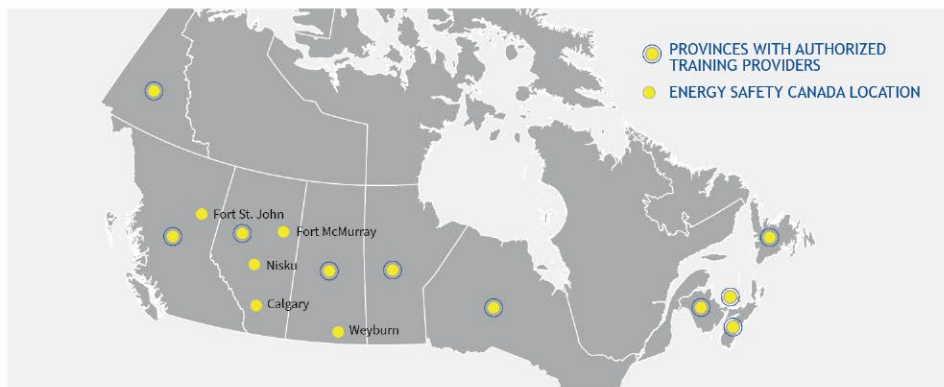 PROVINCES WITH AUTHORIZED
TRAINING PROVIDERS
ENERGY SAFETY CANADA LOCATION
Fort St. John
Fort McMurray
Nisku
Calgary
Weyburn